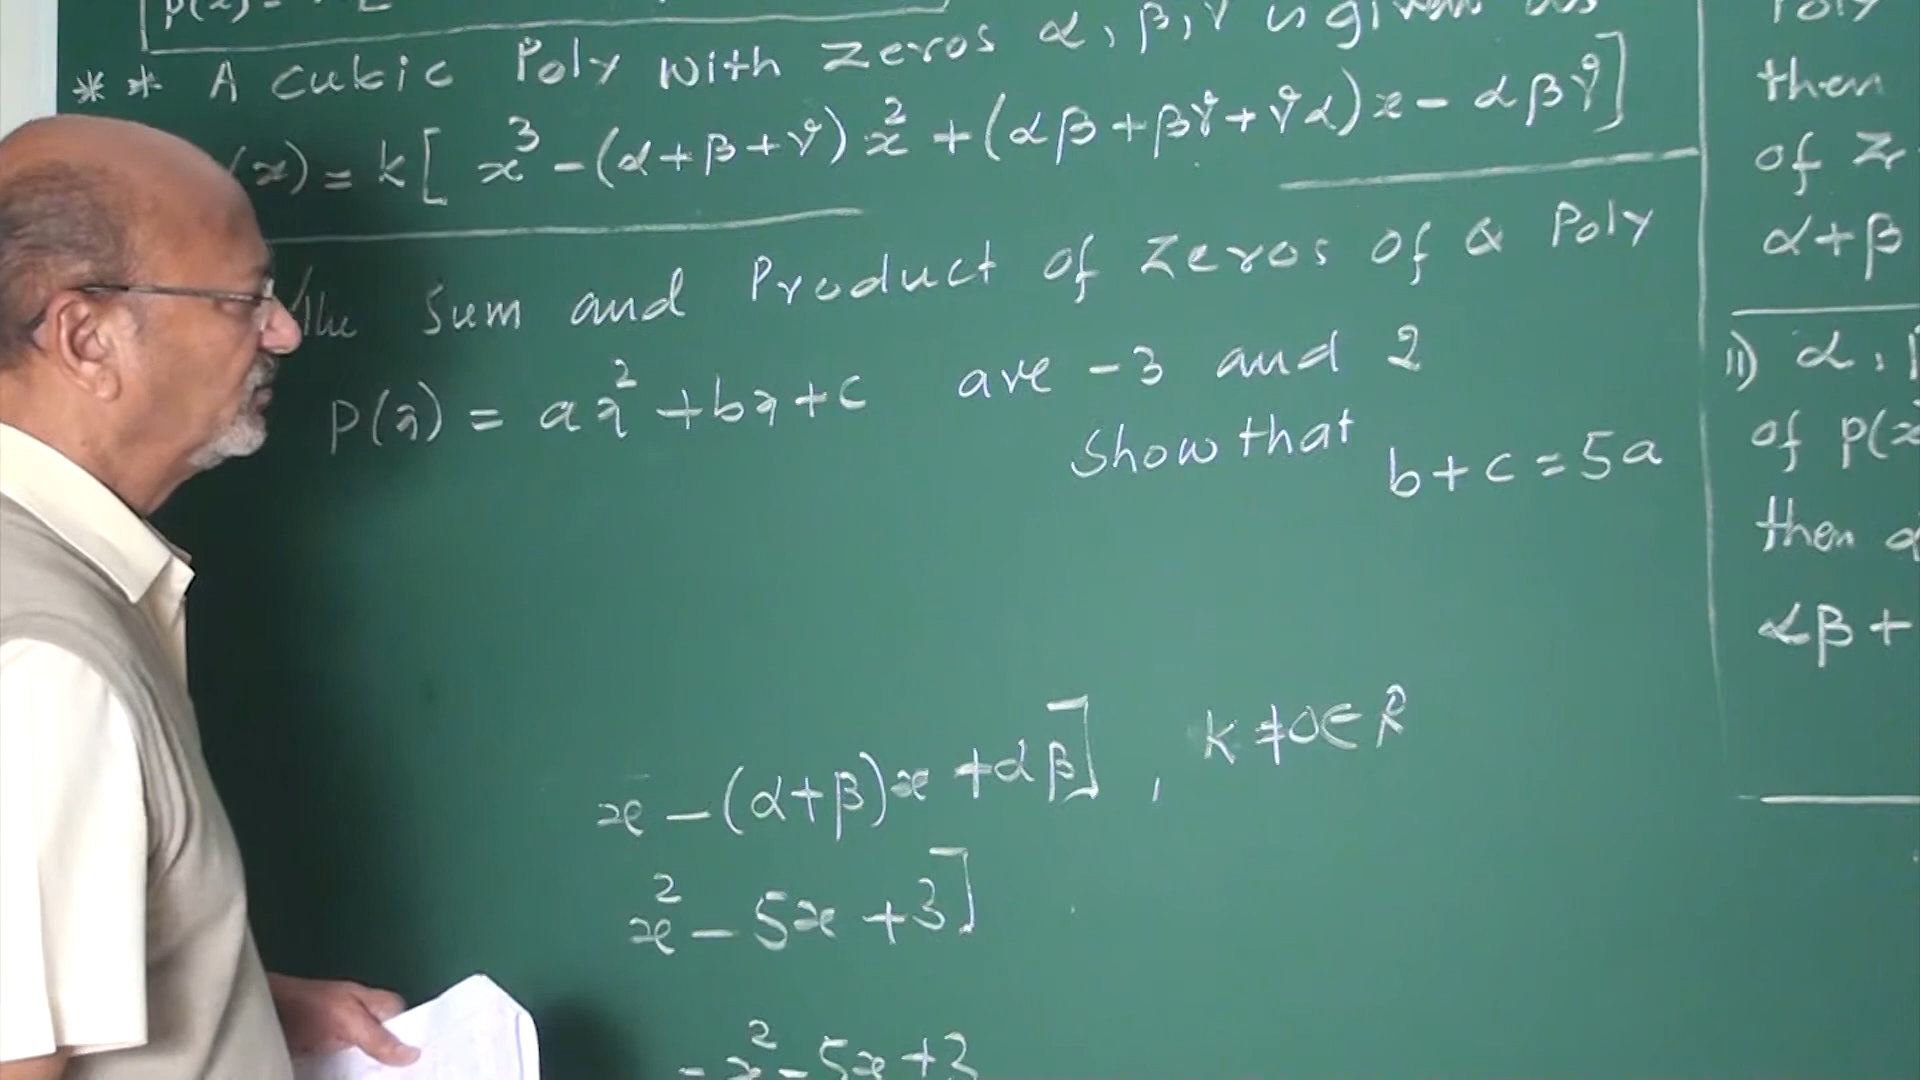 ** A cubic Poly with zeros α, β, γ is given as
(x) = k[ x³ - (α+β+γ) x² + (αβ+βγ+γα)x - αβγ]
The Sum and Product of Zeros of a Poly
P(x) = ax² + bx + c are -3 and 2
Show that b + c = 5a
x - (α+β)x + αβ] , k ≠ 0 ∈ R
x² - 5x + 3]
- x² - 5x + 3
Poly
then
of Z
α+β
ii) α,
of p(x
then
αβ+